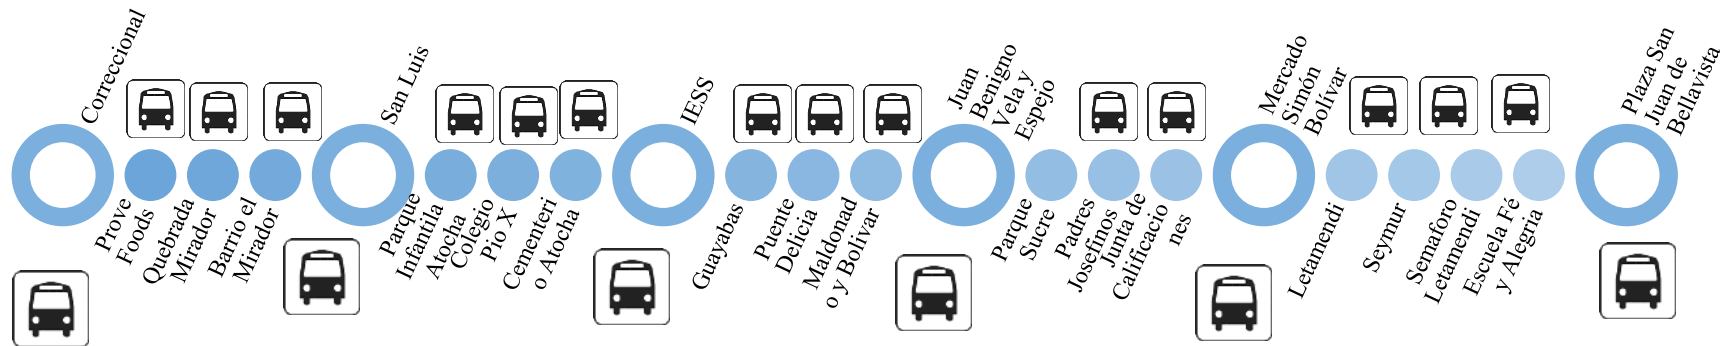 Correccional
Prove
Foods
Quebrada
Mirador
Barrio el
Mirador
San Luis
Parque
Infantila
Atocha
Colegio
Pio X
Cementeri
o Atocha
IESS
Guayabas
Puente
Delicia
Maldonad
o y Bolivar
Juan
Benigno
Vela y
Espejo
Parque
Sucre
Padres
Josefinos
Junta de
Calificacio
nes
Mercado
Simón
Bolívar
Letamendi
Seymur
Semaforo
Letamendi
Escuela Fé
y Alegria
Plaza San
Juan de
Bellavista